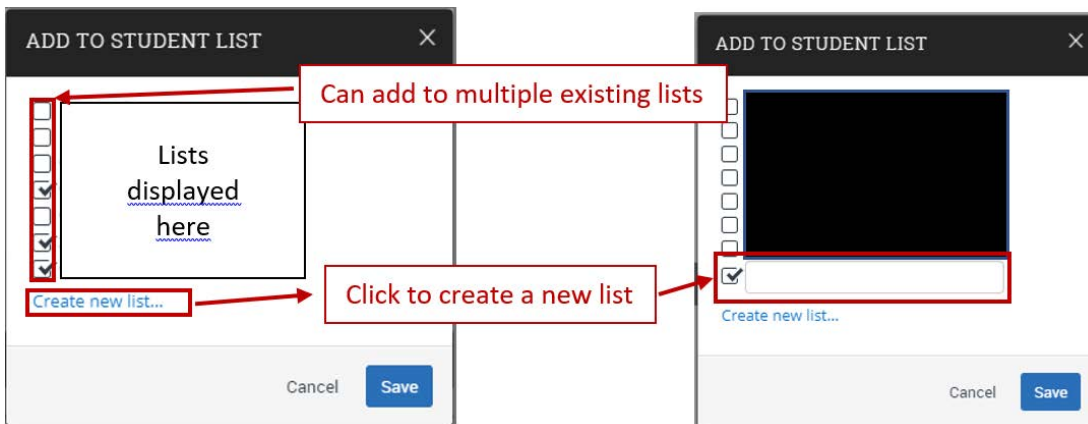 ADD TO STUDENT LIST
Can add to multiple existing lists
Lists
displayed
here
Create new list...
Click to create a new list
Cancel
Save
ADD TO STUDENT LIST
Create new list...
Cancel
Save